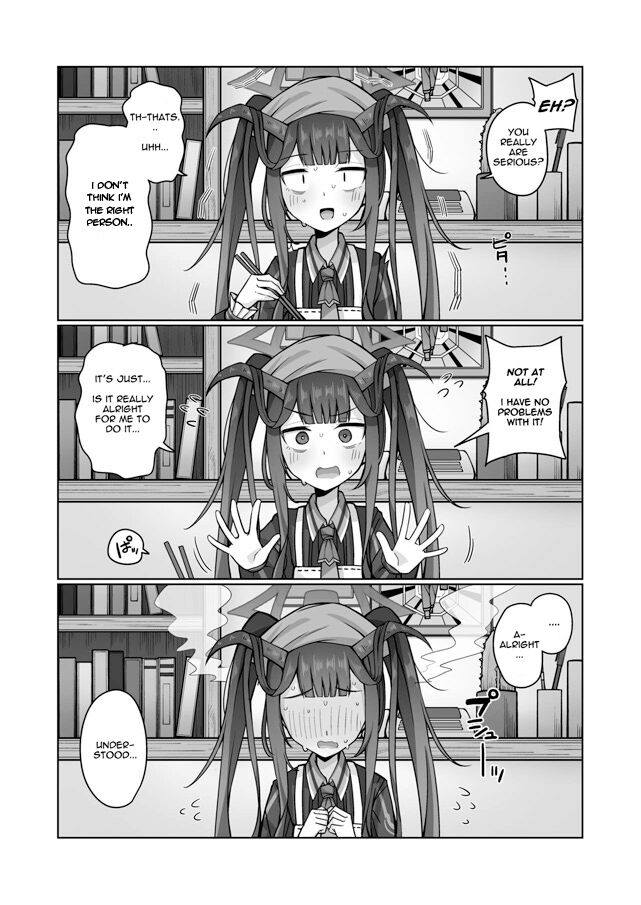 EH?
YOU
REALLY
ARE
SERIOUS?
TH-THATS.
..
UHH...
I DON'T
THINK I'M
THE RIGHT
PERSON..
ピタ...
NOT AT
ALL!
I HAVE NO
PROBLEMS
WITH IT!
IT'S JUST...
IS IT REALLY
ALRIGHT
FOR ME TO
DO IT...
ぱッ
....
A-
ALRIGHT
...
プシュー
UNDER-
STOOD...